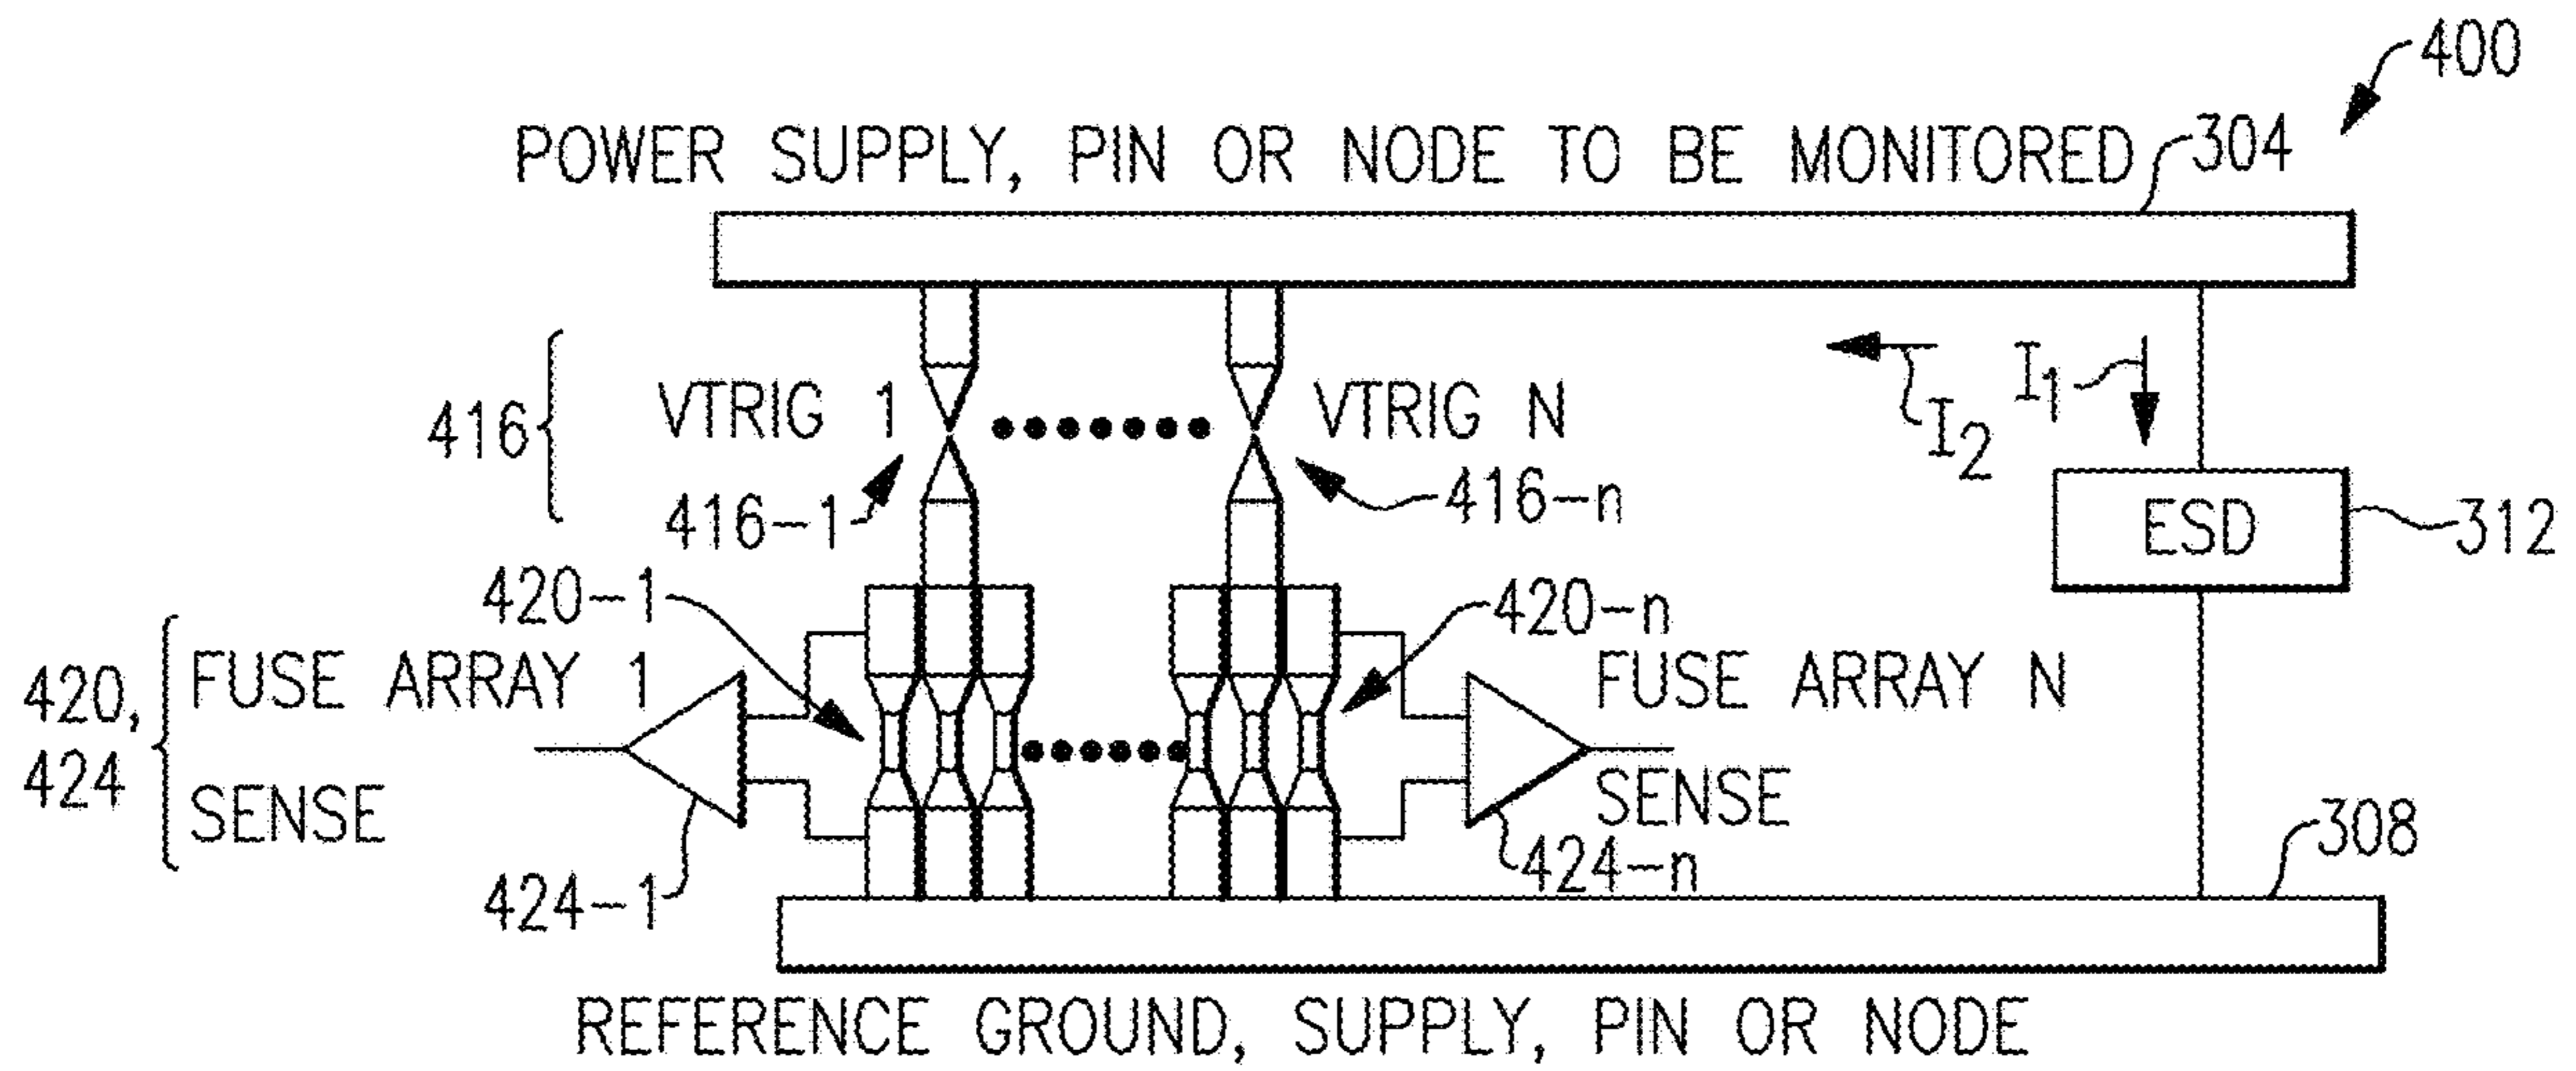 400
POWER SUPPLY, PIN OR NODE TO BE MONITORED
304
416
VTRIG 1
VTRIG N
I2
I1
416-1
416-n
ESD
312
420-1
420-n
420,
424
FUSE ARRAY 1
SENSE
FUSE ARRAY N
SENSE
424-1
424-n
308
REFERENCE GROUND, SUPPLY, PIN OR NODE